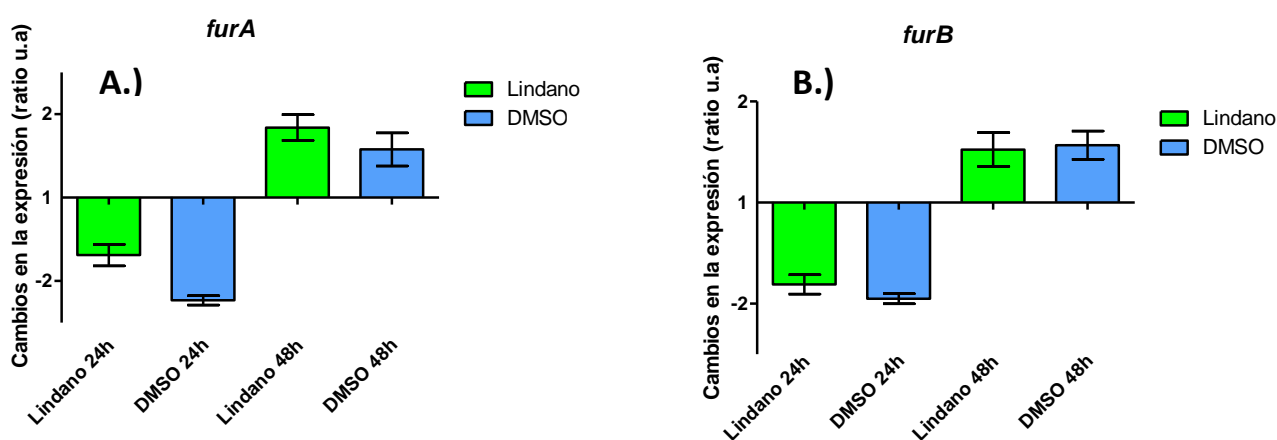 furA
Cambios en la expresión (ratio u.a)
A.)
Lindano
DMSO
2
1
-2
Lindano 24h
DMSO 24h
Lindano 48h
DMSO 48h
furB
Cambios en la expresión (ratio u.a)
B.)
Lindano
DMSO
2
1
-2
Lindano 24h
DMSO 24h
Lindano 48h
DMSO 48h